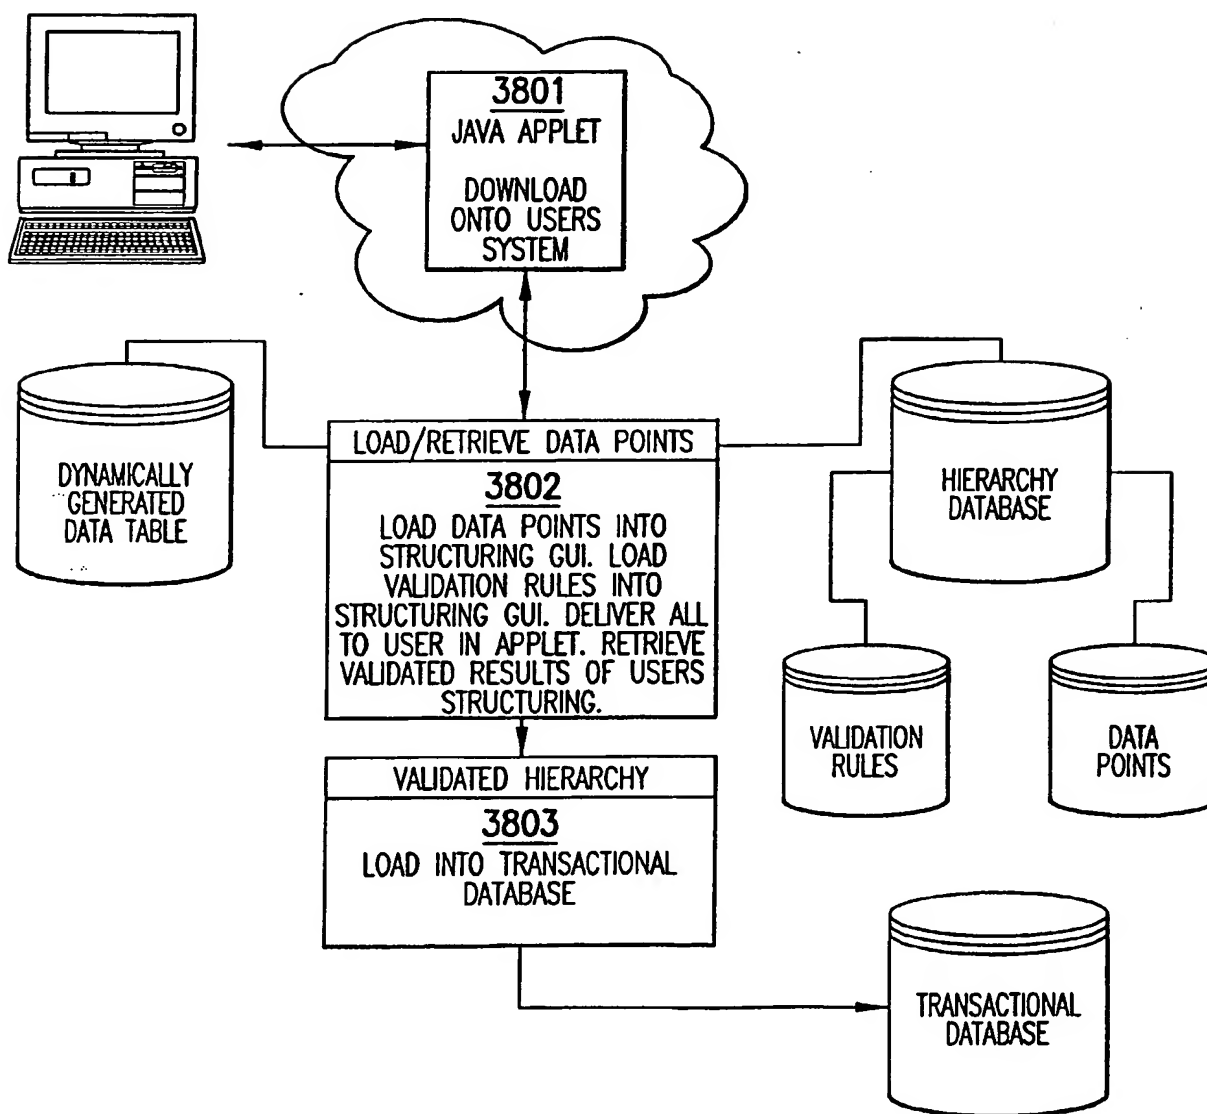 3801
JAVA APPLET
DOWNLOAD
ONTO USERS
SYSTEM
DYNAMICALLY
GENERATED
DATA TABLE
LOAD/RETRIEVE DATA POINTS
3802
LOAD DATA POINTS INTO
STRUCTURING GUI. LOAD
VALIDATION RULES INTO
STRUCTURING GUI. DELIVER ALL
TO USER IN APPLET. RETRIEVE
VALIDATED RESULTS OF USERS
STRUCTURING.
HIERARCHY
DATABASE
VALIDATION
RULES
DATA
POINTS
VALIDATED HIERARCHY
3803
LOAD INTO TRANSACTIONAL
DATABASE
TRANSACTIONAL
DATABASE